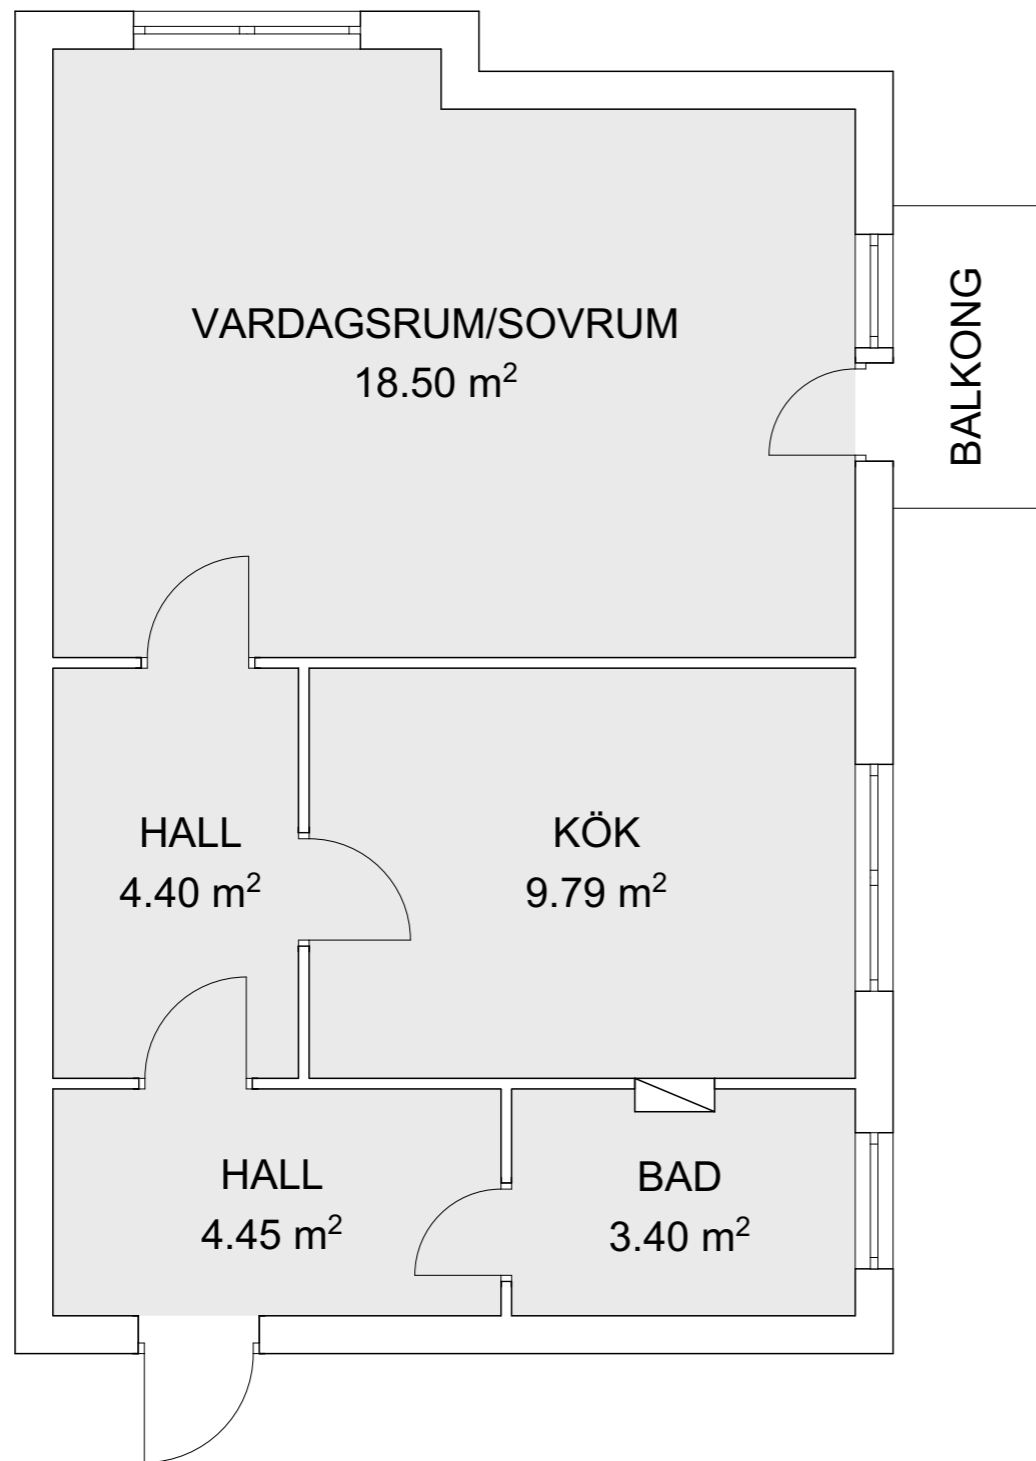 VARDAGSRUM/SOVRUM
18.50 m²
BALKONG
HALL
4.40 m²
KÖK
9.79 m²
HALL
4.45 m²
BAD
3.40 m²